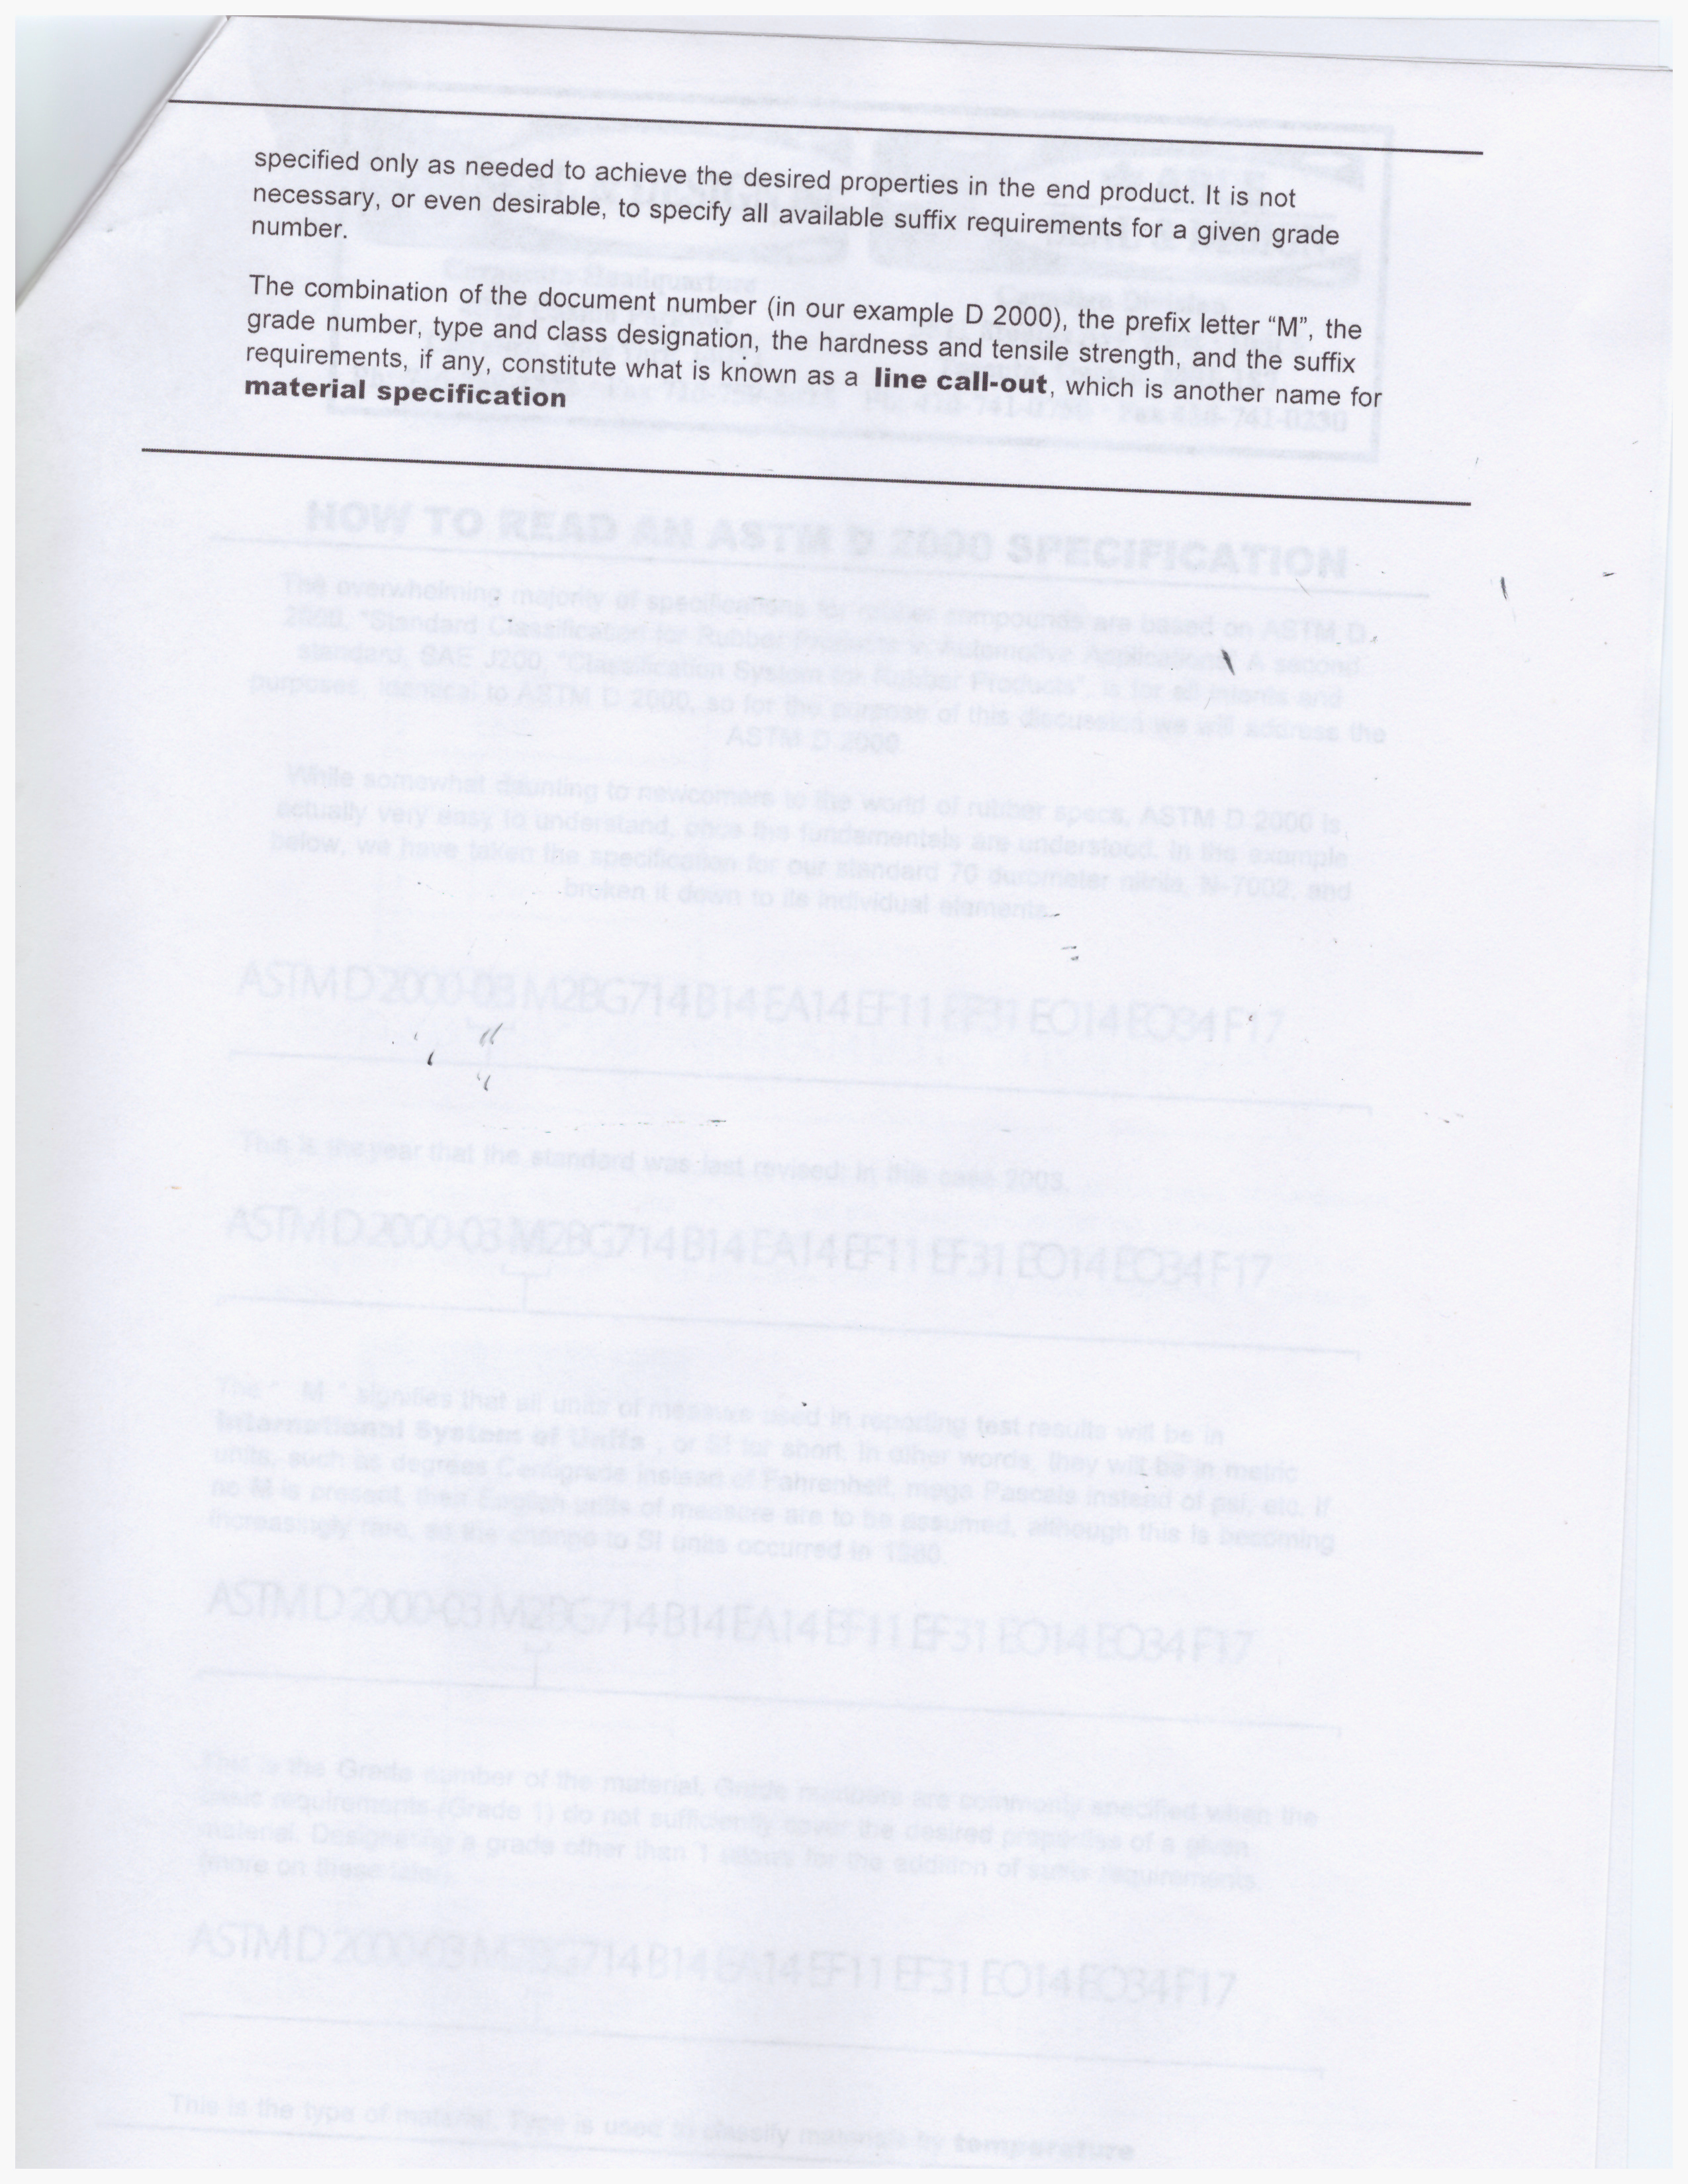 specified only as needed to achieve the desired properties in the end product. It is not
necessary, or even desirable, to specify all available suffix requirements for a given grade
number.
The combination of the document number (in our example D 2000), the prefix letter “M”, the
grade number, type and class designation, the hardness and tensile strength, and the suffix
requirements, if any, constitute what is known as a line call-out, which is another name for
material specification
HOW TO READ AN ASTM D 2000 SPECIFICATION
The overwhelming majority of specifications for rubber compounds are based on ASTM D
2000, "Standard Classification for Rubber Products in Automotive Applications" A second
standard, SAE J200, "Classification System for Rubber Products", is for all intents and
purposes, identical to ASTM D 2000, so for the purpose of this discussion we will address the
ASTM D 2000
While somewhat daunting to newcomers to the world of rubber specs, ASTM D 2000 is
actually very easy to understand, once the fundamentals are understood. In the example
below, we have taken the specification for our standard 70 durometer nitrile, N-7002, and
broken it down to its individual elements.
ASTM D 2000-03 M2BG714 B14 EA14 EF11 EF31 EO14 EO34 F17
This is the year that the standard was last revised; in this case 2003.
ASTM D 2000-03 M2BG714 B14 EA14 EF11 EF31 EO14 EO34 F17
The " M " signifies that all units of measure used in reporting test results will be in
International System of Units, or SI for short. In other words, they will be in metric
units, such as degrees Centigrade instead of Fahrenheit, mega Pascals instead of psi, etc. If
no M is present, then English units of measure are to be assumed, although this is becoming
increasingly rare, as the change to SI units occurred in 1980
ASTM D 2000-03 M2BG714 B14 EA14 EF11 EF31 EO14 EO34 F17
This is the Grade number of the material. Grade numbers are commonly specified when the
basic requirements (Grade 1) do not sufficiently cover the desired properties of a given
material. Designating a grade other than 1 allows for the addition of suffix requirements
(more on these later)
ASTM D 2000-03 M2BG714 B14 EA14 EF11 EF31 EO14 EO34 F17
This is the type of material. Type is used to classify materials by temperature